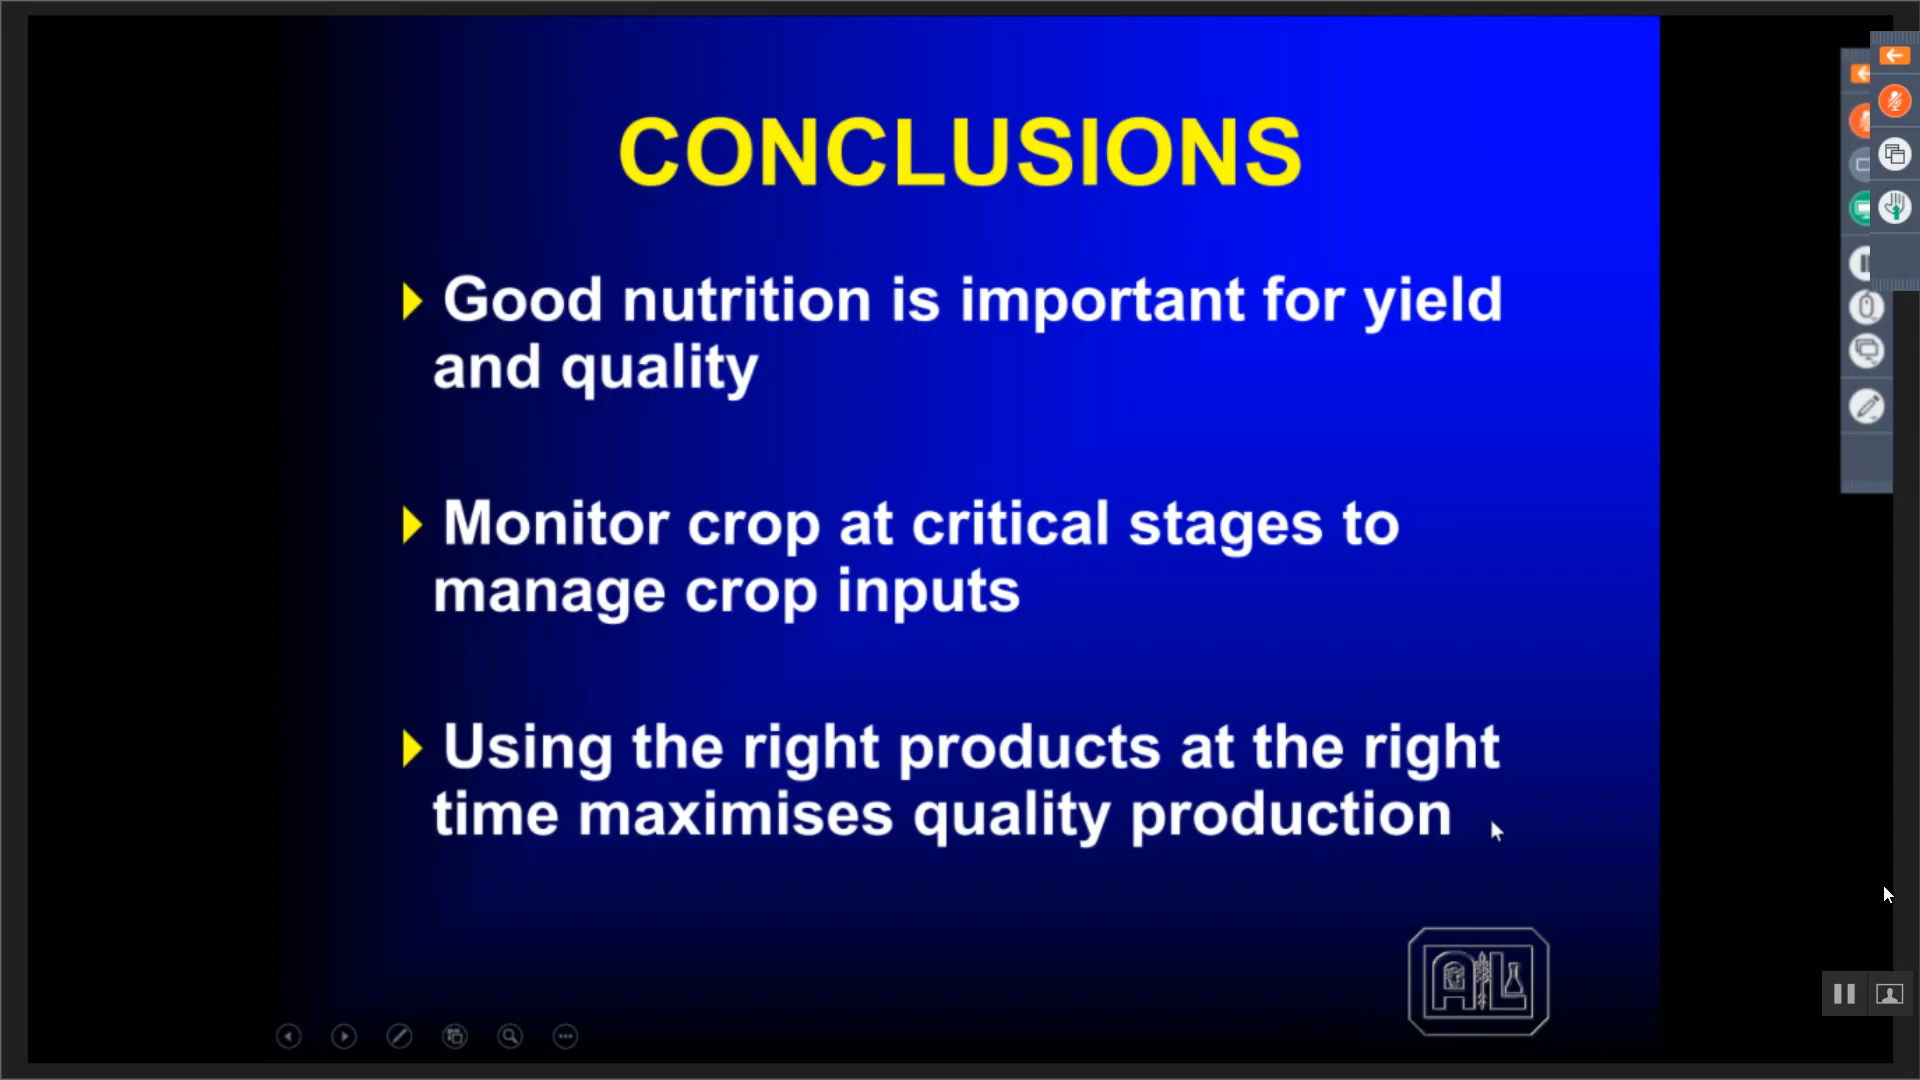 CONCLUSIONS
Good nutrition is important for yield
and quality
Monitor crop at critical stages to
manage crop inputs
Using the right products at the right
time maximises quality production
AL